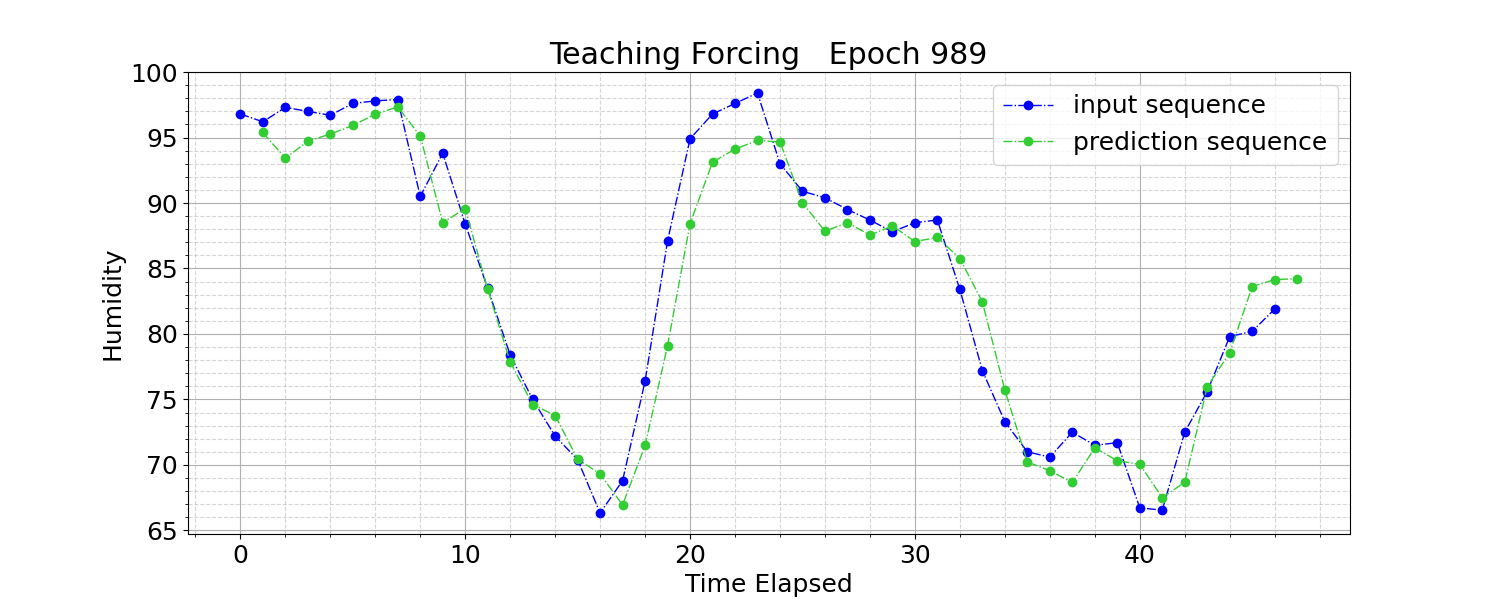 Teaching Forcing   Epoch 989
100
95
90
85
80
75
70
65
Humidity
input sequence
prediction sequence
0 10 20 30 40
Time Elapsed